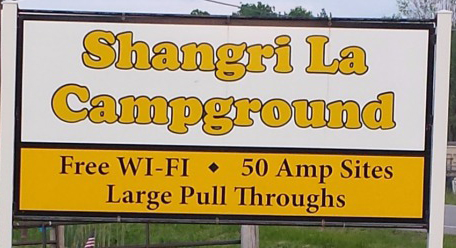 Shangri La
Campground
Free WI-FI ◆ 50 Amp Sites
Large Pull Throughs